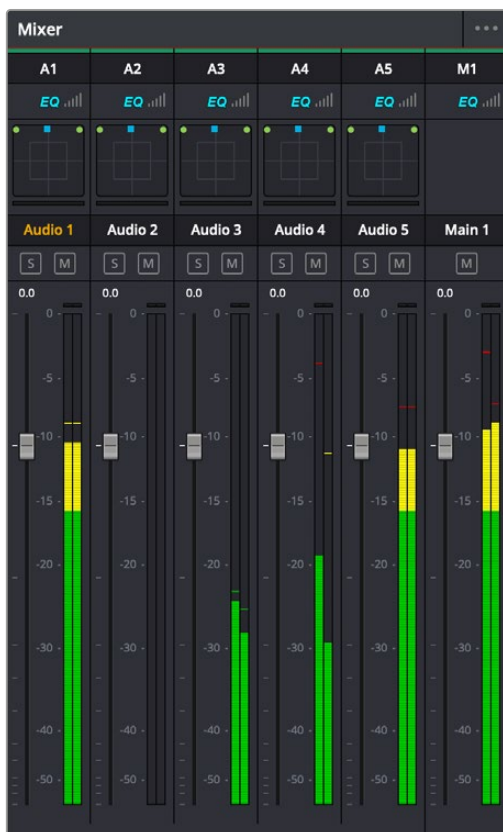 Mixer
A1 A2 A3 A4 A5 M1
EQ EQ EQ EQ EQ EQ
Audio 1 Audio 2 Audio 3 Audio 4 Audio 5 Main 1
S M S M S M S M S M M
0.0 0.0 0.0 0.0 0.0 0.0
0 0 0 0 0 0
-5 -5 -5 -5 -5 -5
-10 -10 -10 -10 -10 -10
-15 -15 -15 -15 -15 -15
-20 -20 -20 -20 -20 -20
-30 -30 -30 -30 -30 -30
-40 -40 -40 -40 -40 -40
-50 -50 -50 -50 -50 -50